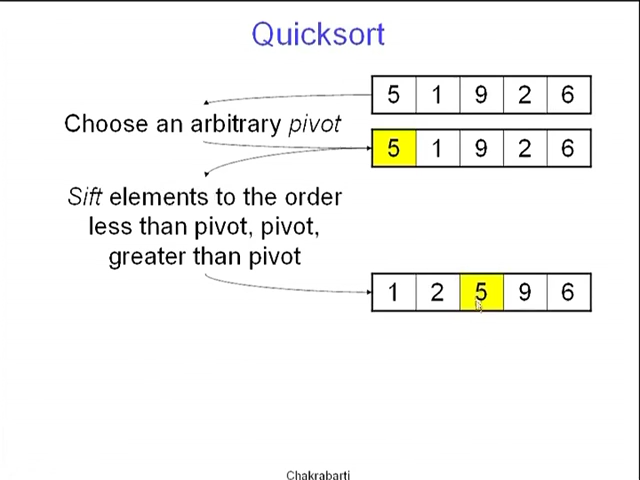 Quicksort
5 1 9 2 6
Choose an arbitrary pivot
5 1 9 2 6
Sift elements to the order
less than pivot, pivot,
greater than pivot
1 2 5 9 6
Chakrabarti